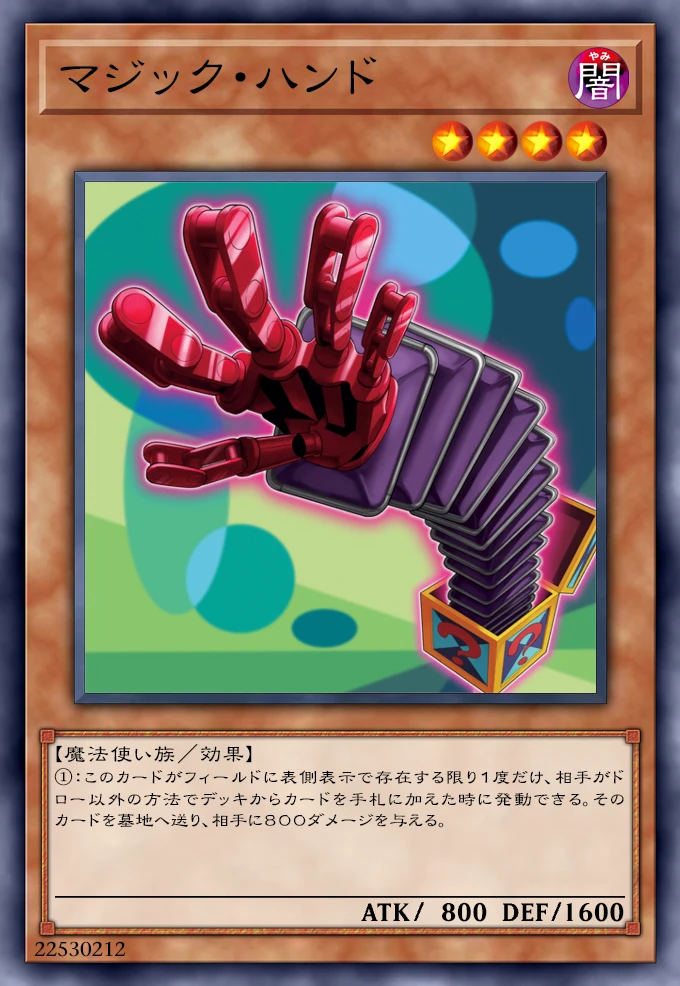 マジック・ハンド
やみ
闇
【魔法使い族／効果】
①：このカードがフィールドに表側表示で存在する限り１度だけ、相手がド
ロー以外の方法でデッキからカードを手札に加えた時に発動できる。その
カードを墓地へ送り、相手に８００ダメージを与える。
ATK/ 800 DEF/1600
22530212